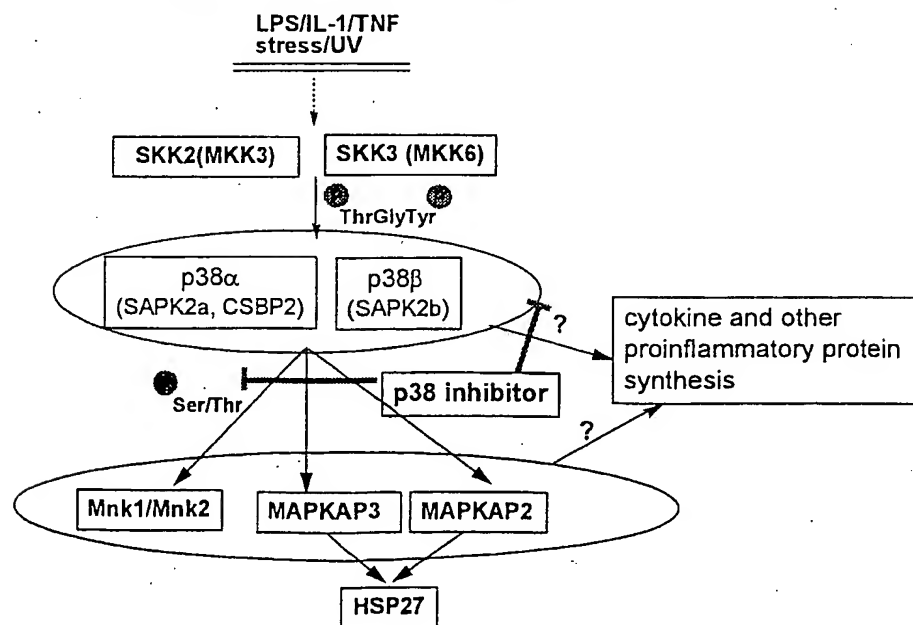 LPS/IL-1/TNF
stress/UV
SKK2(MKK3)
SKK3 (MKK6)
ThrGlyTyr
p38α
(SAPK2a, CSBP2)
p38β
(SAPK2b)
?
cytokine and other
proinflammatory protein
synthesis
p38 inhibitor
Ser/Thr
?
Mnk1/Mnk2
MAPKAP3
MAPKAP2
HSP27